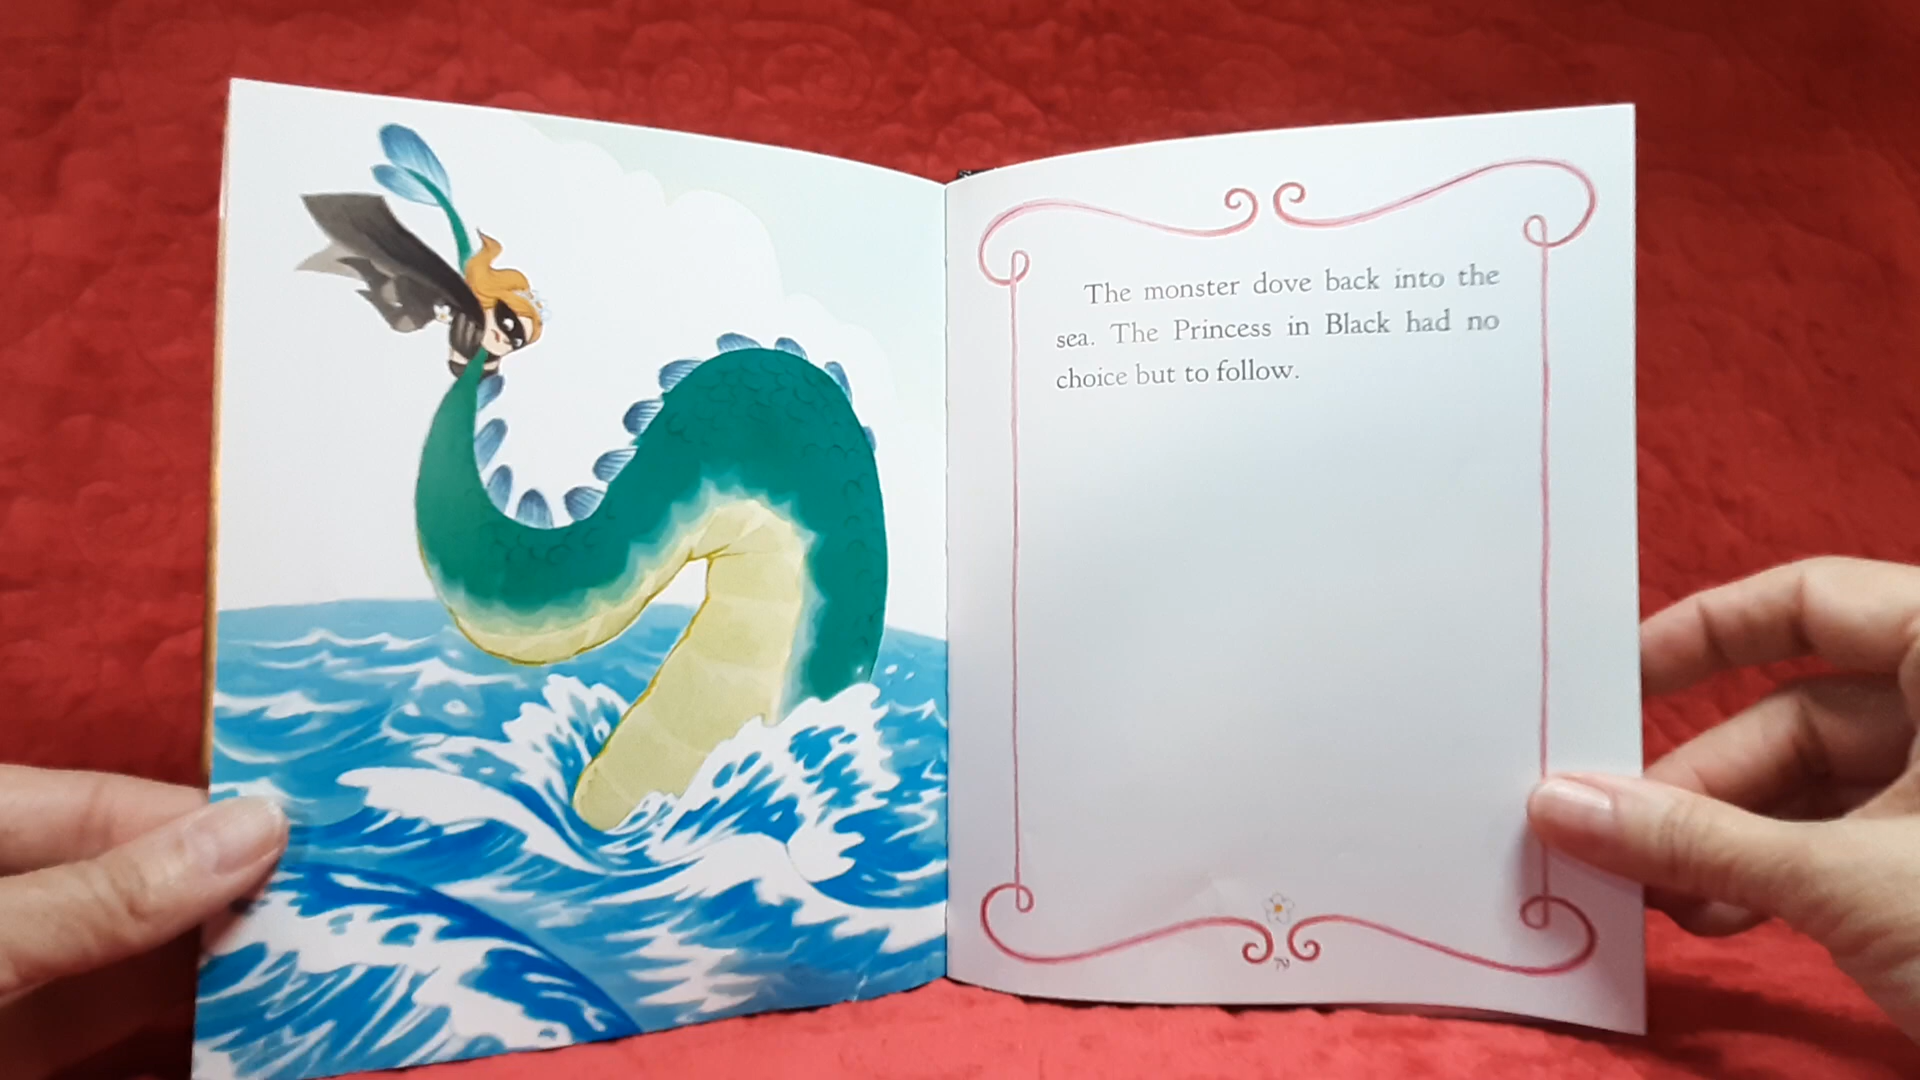 The monster dove back into the
sea. The Princess in Black had no
choice but to follow.